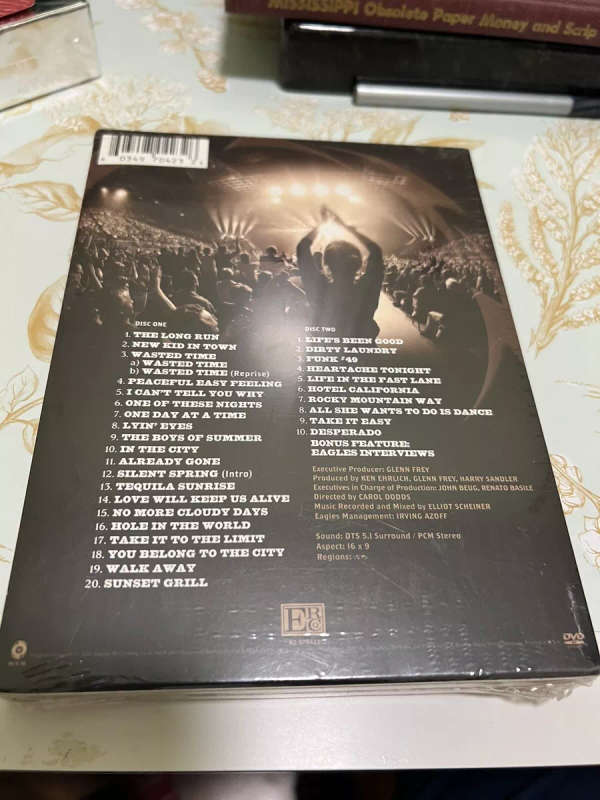 MISSISSIPPI Obsolete Paper Money and Scrip
0349 70423
DISC ONE
1. THE LONG RUN
2. NEW KID IN TOWN
3. WASTED TIME
a) WASTED TIME
b) WASTED TIME (Reprise)
4. PEACEFUL EASY FEELING
5. I CAN'T TELL YOU WHY
6. ONE OF THESE NIGHTS
7. ONE DAY AT A TIME
8. LYIN' EYES
9. THE BOYS OF SUMMER
10. IN THE CITY
11. ALREADY GONE
12. SILENT SPRING (Intro)
13. TEQUILA SUNRISE
14. LOVE WILL KEEP US ALIVE
15. NO MORE CLOUDY DAYS
16. HOLE IN THE WORLD
17. TAKE IT TO THE LIMIT
18. YOU BELONG TO THE CITY
19. WALK AWAY
20. SUNSET GRILL
DISC TWO
1. LIFE'S BEEN GOOD
2. DIRTY LAUNDRY
3. FUNK #49
4. HEARTACHE TONIGHT
5. LIFE IN THE FAST LANE
6. HOTEL CALIFORNIA
7. ROCKY MOUNTAIN WAY
8. ALL SHE WANTS TO DO IS DANCE
9. TAKE IT EASY
10. DESPERADO
BONUS FEATURE:
EAGLES INTERVIEWS
Executive Producer: GLENN FREY
Produced by KEN EHRLICH, GLENN FREY, HARRY SANDLER
Executives in Charge of Production: JOHN BEUG, RENATO BASILE
Directed by CAROL DODDS
Music Recorded and Mixed by ELLIOT SCHEINER
Eagles Management: IRVING AZOFF
Sound: DTS 5.1 Surround / PCM Stereo
Aspect: 16 x 9
Regions:
ERC
DVD